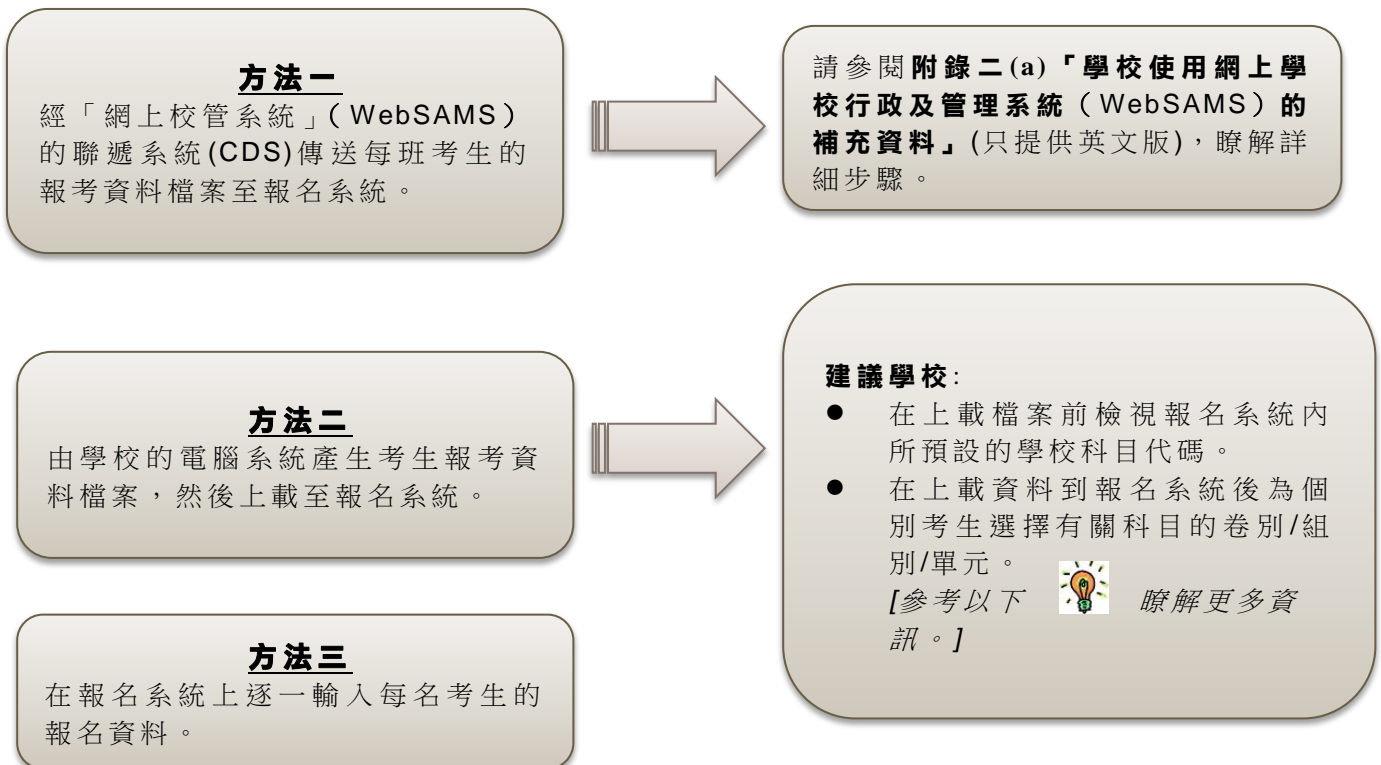 方法一
經「網上校管系統」(WebSAMS)
的聯遞系統(CDS)傳送每班考生的
報考資料檔案至報名系統。
請參閱附錄二(a)「學校使用網上學
校行政及管理系統(WebSAMS)的
補充資料」(只提供英文版)，瞭解詳
細步驟。
方法二
由學校的電腦系統產生考生報考資
料檔案，然後上載至報名系統。
建議學校:
● 在上載檔案前檢視報名系統內
所預設的學校科目代碼。
● 在上載資料到報名系統後為個
別考生選擇有關科目的卷別/組
別/單元。
[參考以下 瞭解更多資
訊。]
方法三
在報名系統上逐一輸入每名考生的
報名資料。